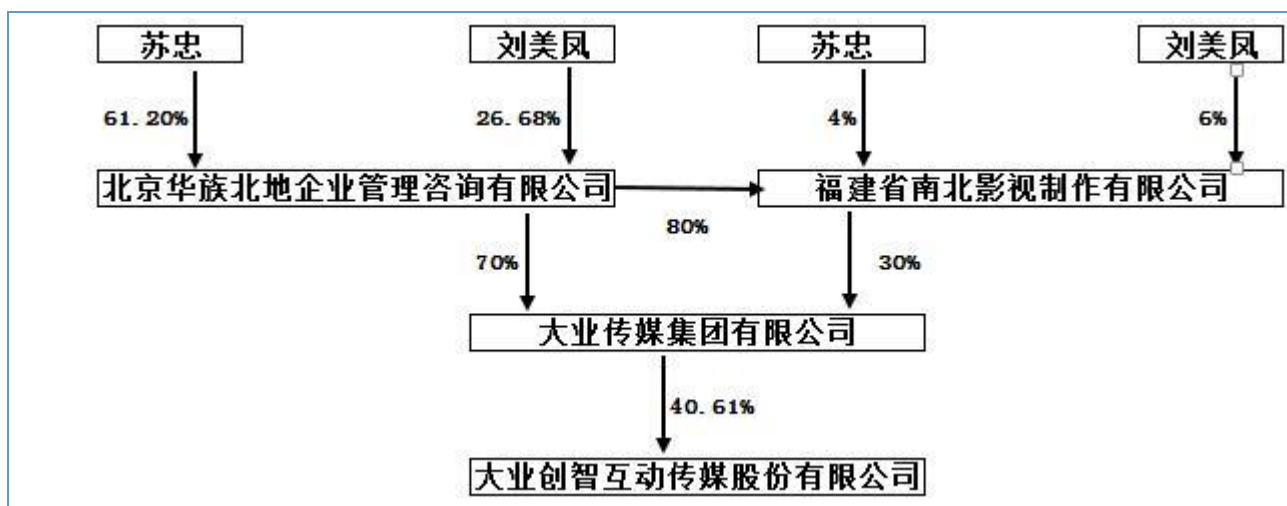 苏忠 刘美凤 苏忠 刘美凤
61.20% 26.68% 4% 6%
北京华族北地企业管理咨询有限公司 福建省南北影视制作有限公司
80%
70% 30%
大业传媒集团有限公司
40.61%
大业创智互动传媒股份有限公司